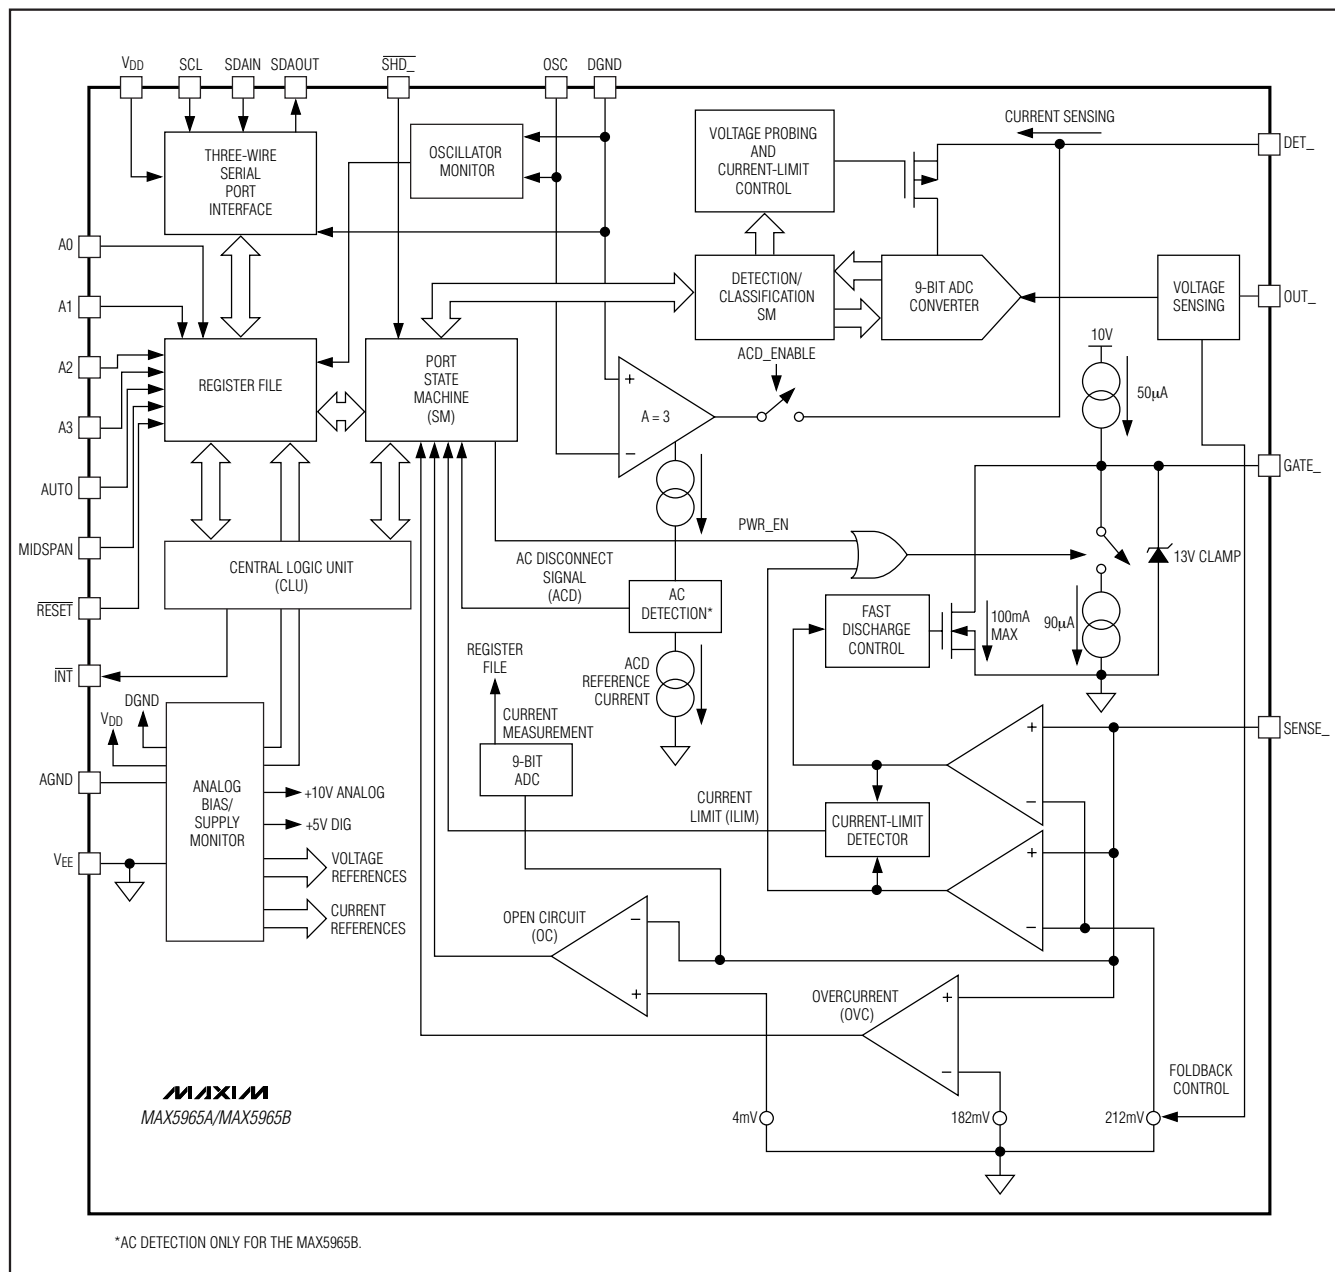 VDD
SCL
SDAIN
SDAOUT
SHD_
OSC
DGND
CURRENT SENSING
DET_
THREE-WIRE
SERIAL
PORT
INTERFACE
OSCILLATOR
MONITOR
VOLTAGE PROBING
AND
CURRENT-LIMIT
CONTROL
A0
A1
A2
A3
AUTO
MIDSPAN
RESET
INT
REGISTER FILE
PORT
STATE
MACHINE
(SM)
DETECTION/
CLASSIFICATION
SM
9-BIT ADC
CONVERTER
VOLTAGE
SENSING
OUT_
10V
50μA
ACD_ENABLE
+
A = 3
−
GATE_
PWR_EN
13V CLAMP
CENTRAL LOGIC UNIT
(CLU)
AC DISCONNECT
SIGNAL
(ACD)
AC
DETECTION*
FAST
DISCHARGE
CONTROL
100mA
MAX
90μA
REGISTER
FILE
ACD
REFERENCE
CURRENT
CURRENT
MEASUREMENT
9-BIT
ADC
DGND
VDD
AGND
VEE
ANALOG
BIAS/
SUPPLY
MONITOR
+10V ANALOG
+5V DIG
VOLTAGE
REFERENCES
CURRENT
REFERENCES
CURRENT
LIMIT (ILIM)
CURRENT-LIMIT
DETECTOR
+
−
+
−
SENSE_
OPEN CIRCUIT
(OC)
−
+
OVERCURRENT
(OVC)
+
−
FOLDBACK
CONTROL
4mV
182mV
212mV
MAXIM
MAX5965A/MAX5965B
*AC DETECTION ONLY FOR THE MAX5965B.